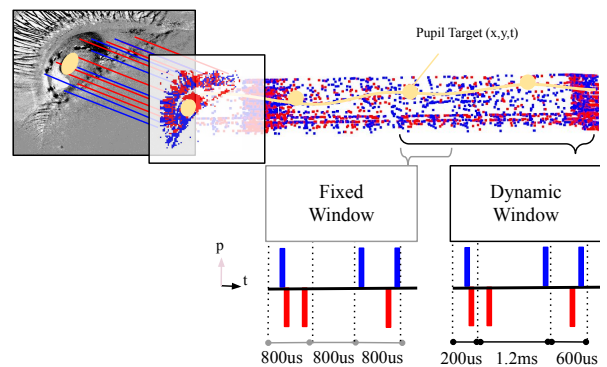 Pupil Target (x,y,t)
Fixed
Window
Dynamic
Window
p
t
800us 800us 800us
200us 1.2ms 600us